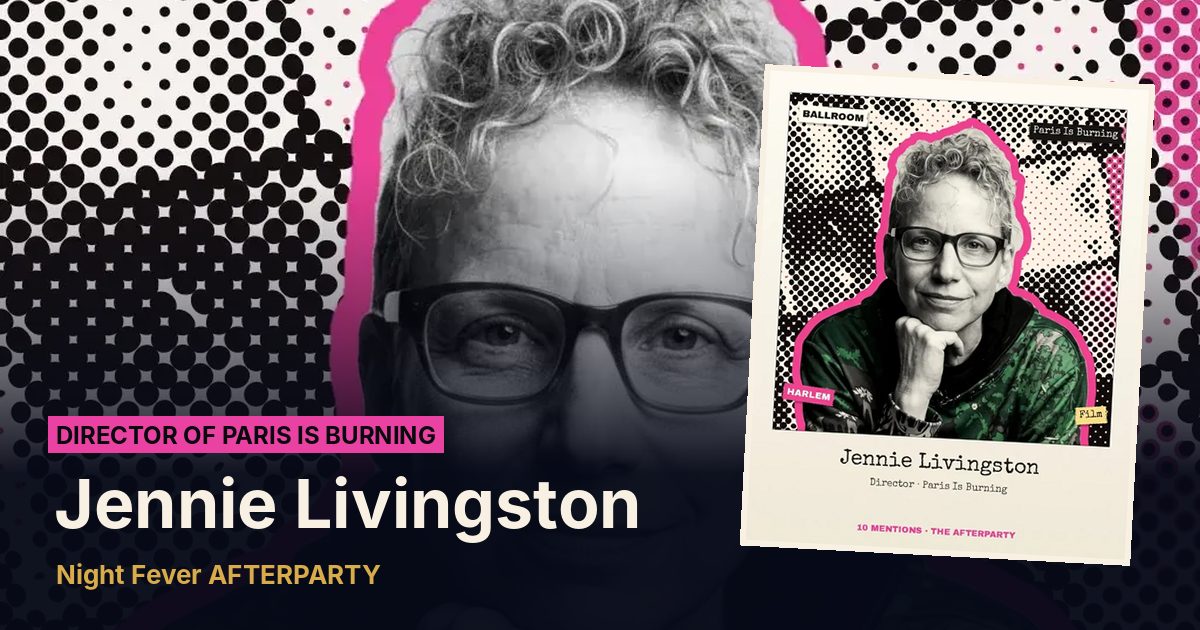 DIRECTOR OF PARIS IS BURNING
Jennie Livingston
Night Fever AFTERPARTY
BALLROOM
Paris Is Burning
HARLEM
Film
Jennie Livingston
Director · Paris Is Burning
10 MENTIONS · THE AFTERPARTY